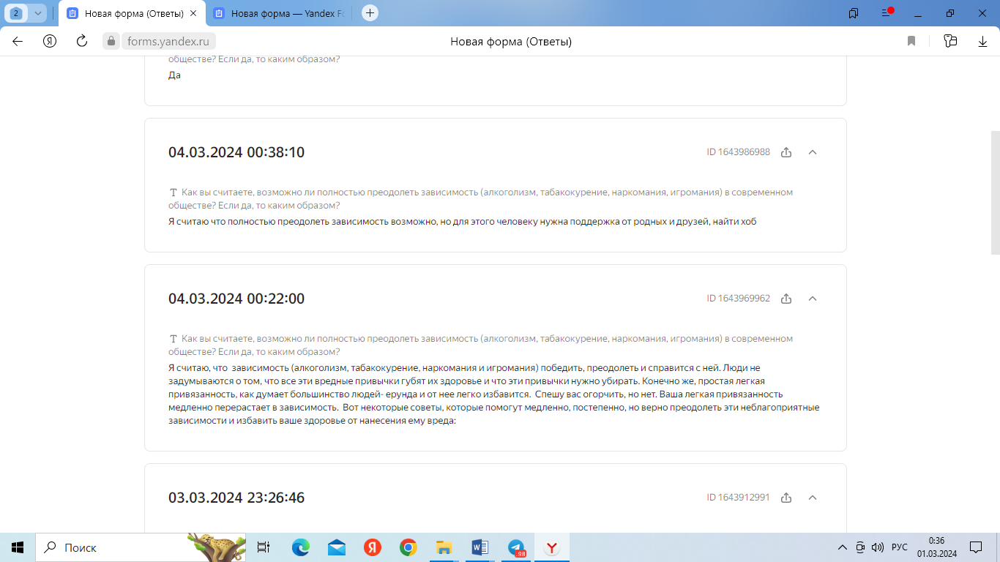 2
Новая форма (Ответы)
Новая форма — Yandex Fo
forms.yandex.ru
Новая форма (Ответы)
обществе? Если да, то каким образом?
Да
04.03.2024 00:38:10
ID 1643986988
Как вы считаете, возможно ли полностью преодолеть зависимость (алкоголизм, табакокурение, наркомания, игромания) в современном
обществе? Если да, то каким образом?
Я считаю что полностью преодолеть зависимость возможно, но для этого человеку нужна поддержка от родных и друзей, найти хоб
04.03.2024 00:22:00
ID 1643969962
Как вы считаете, возможно ли полностью преодолеть зависимость (алкоголизм, табакокурение, наркомания, игромания) в современном
обществе? Если да, то каким образом?
Я считаю, что  зависимость (алкоголизм, табакокурение, наркомания и игромания) победить, преодолеть и справится с ней. Люди не
задумываются о том, что все эти вредные привычки губят их здоровье и что эти привычки нужно убирать. Конечно же, простая легкая
привязанность, как думает большинство людей- ерунда и от нее легко избавится.  Спешу вас огорчить, но нет. Ваша легкая привязанность
медленно перерастает в зависимость.  Вот некоторые советы, которые помогут медленно, постепенно, но верно преодолеть эти неблагоприятные
зависимости и избавить ваше здоровье от нанесения ему вреда:
03.03.2024 23:26:46
ID 1643912991
Поиск
98
РУС
0:36
01.03.2024